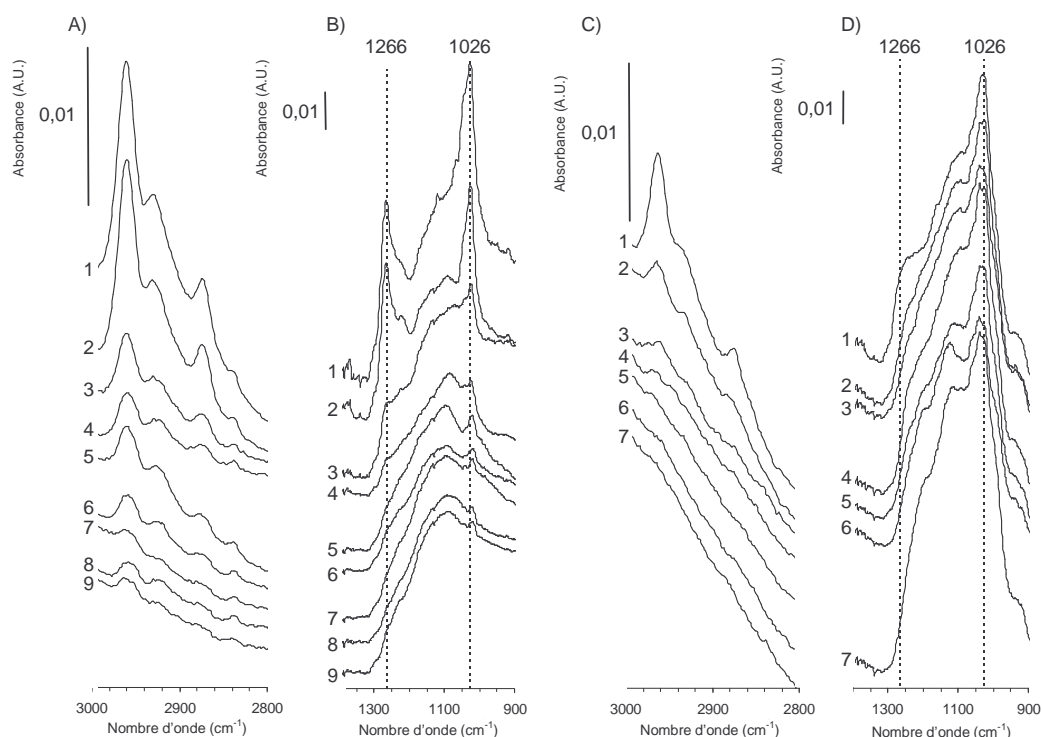 A)
B)
C)
D)
1266
1026
1266
1026
Absorbance (A.U.)
0,01
Absorbance (A.U.)
0,01
Absorbance (A.U.)
0,01
Absorbance (A.U.)
0,01
1
2
3
4
5
6
7
8
9
1
2
3
4
5
6
7
8
9
1
2
3
4
5
6
7
1
2
3
4
5
6
7
3000 2900 2800
Nombre d'onde (cm-1)
1300 1100 900
Nombre d'onde (cm-1)
3000 2900 2800
Nombre d'onde (cm-1)
1300 1100 900
Nombre d'onde (cm-1)